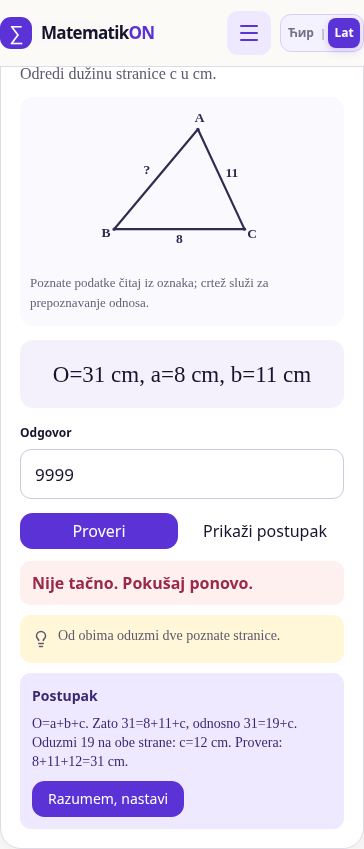 ∑ MatematikON
Ћир | Lat
Odredi dužinu stranice c u cm.
A
?
11
B
8
C
Poznate podatke čitaj iz oznaka; crtež služi za
prepoznavanje odnosa.
O=31 cm, a=8 cm, b=11 cm
Odgovor
9999
Proveri
Prikaži postupak
Nije tačno. Pokušaj ponovo.
Od obima oduzmi dve poznate stranice.
Postupak
O=a+b+c. Zato 31=8+11+c, odnosno 31=19+c.
Oduzmi 19 na obe strane: c=12 cm. Provera:
8+11+12=31 cm.
Razumem, nastavi